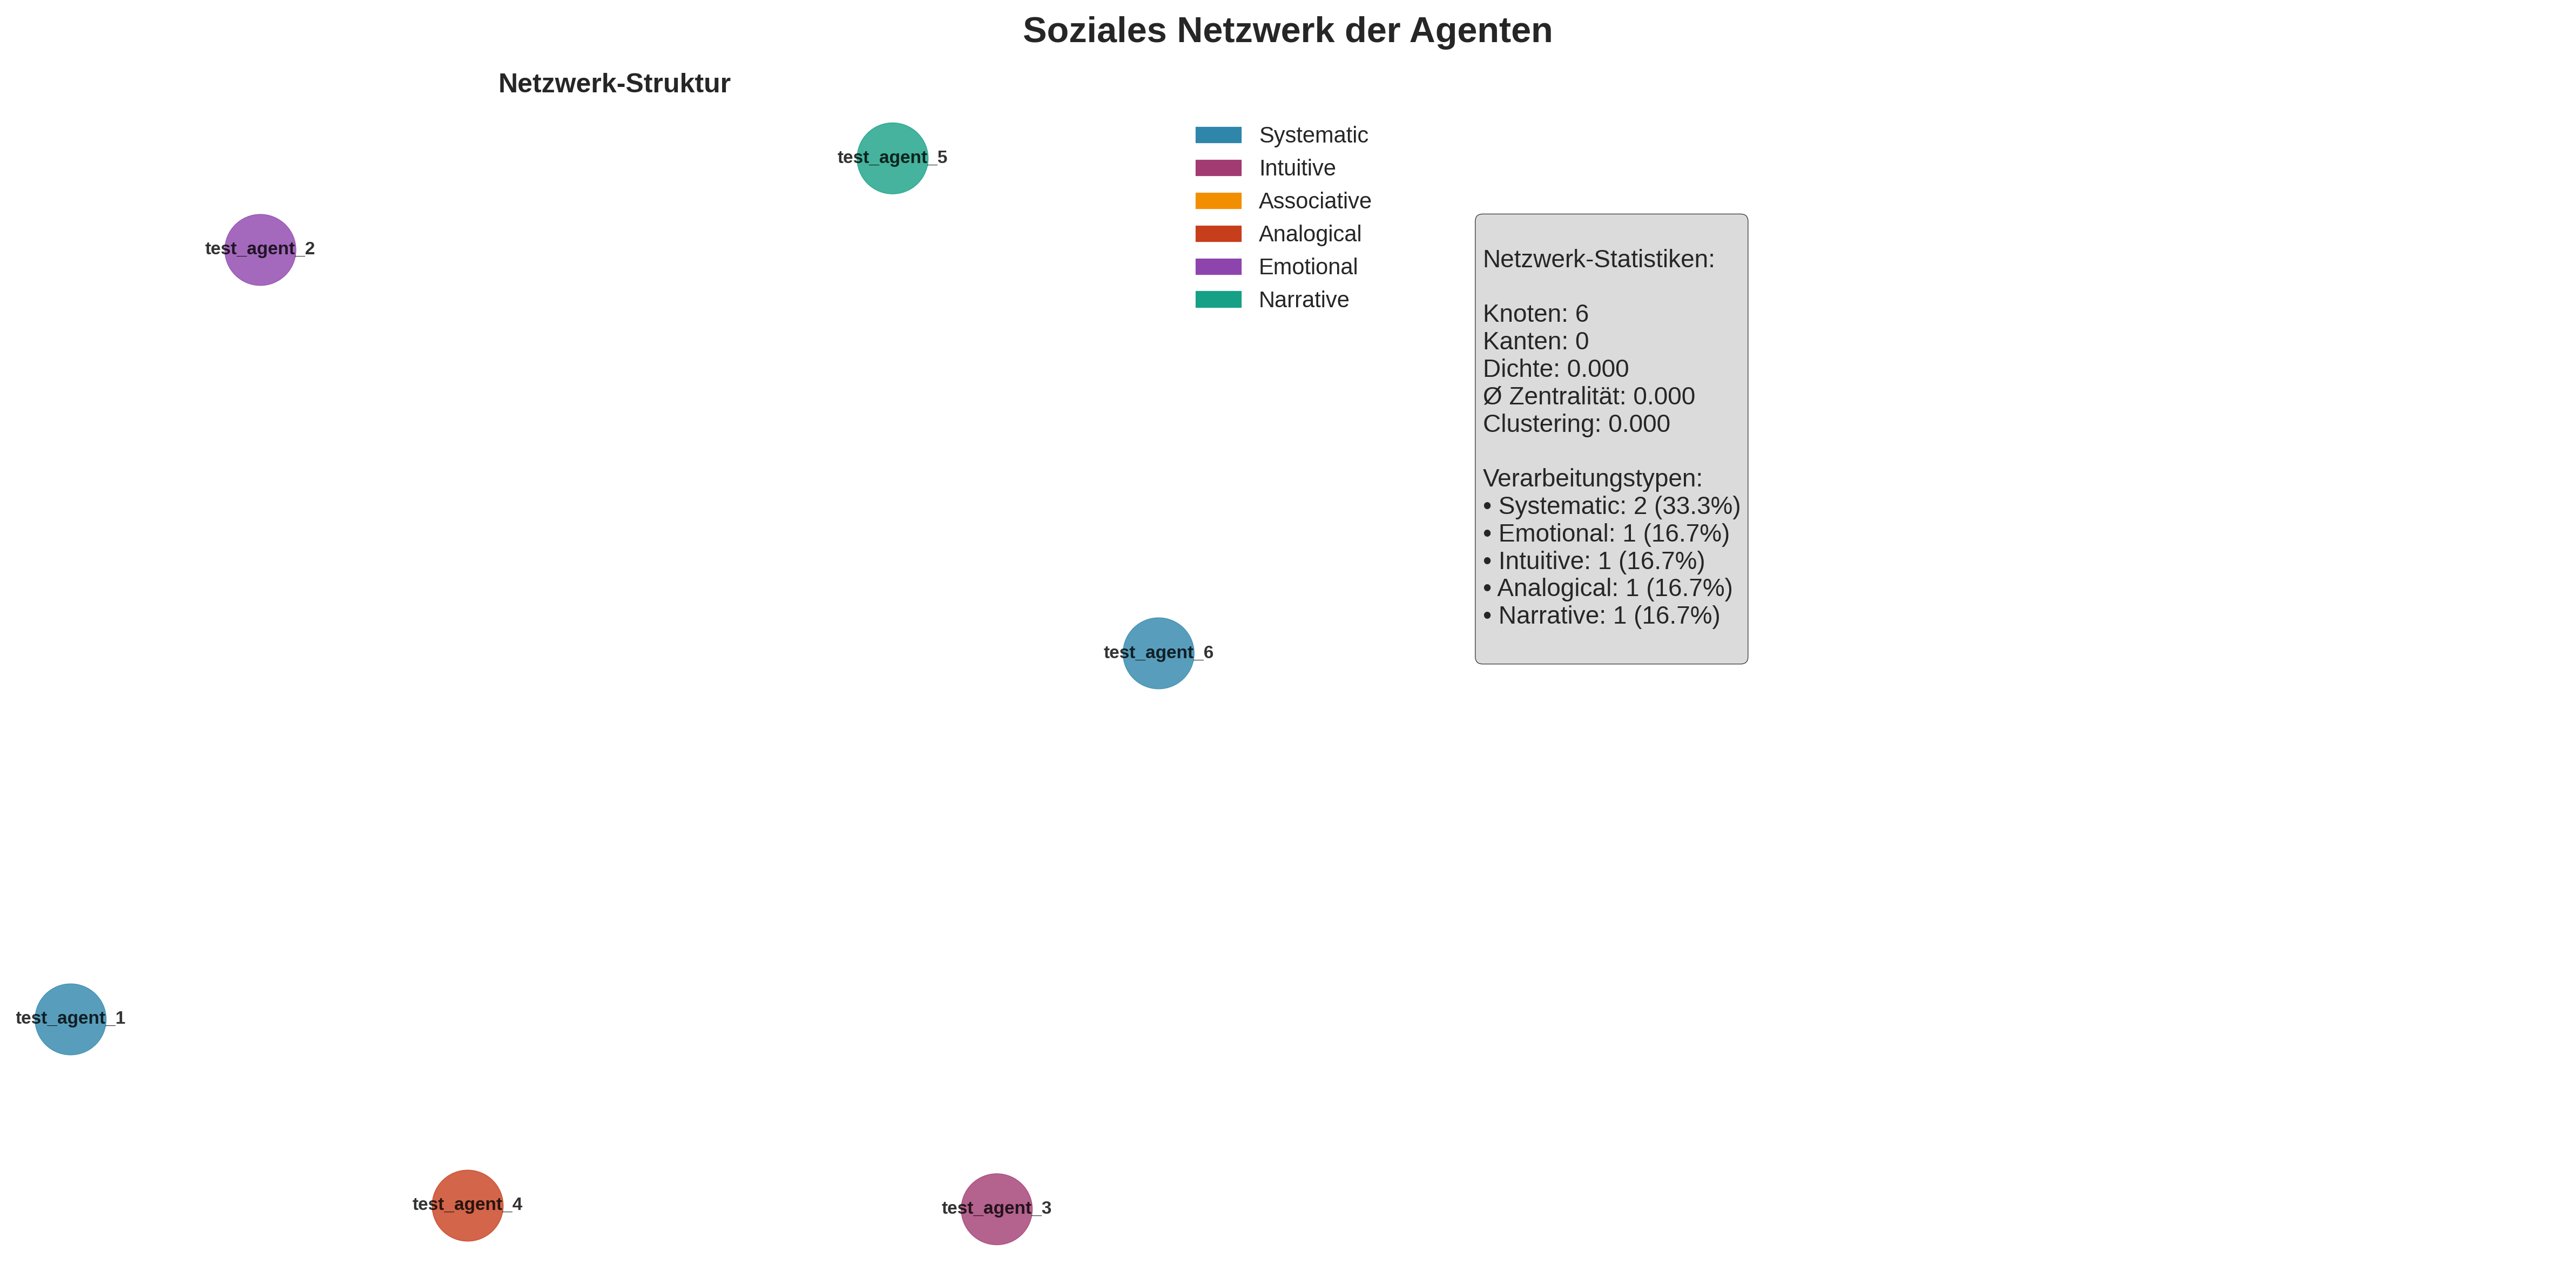 Soziales Netzwerk der Agenten
Netzwerk-Struktur
test_agent_5
test_agent_2
test_agent_6
test_agent_1
test_agent_4
test_agent_3
Systematic
Intuitive
Associative
Analogical
Emotional
Narrative
Netzwerk-Statistiken:
Knoten: 6
Kanten: 0
Dichte: 0.000
Ø Zentralität: 0.000
Clustering: 0.000
Verarbeitungstypen:
• Systematic: 2 (33.3%)
• Emotional: 1 (16.7%)
• Intuitive: 1 (16.7%)
• Analogical: 1 (16.7%)
• Narrative: 1 (16.7%)